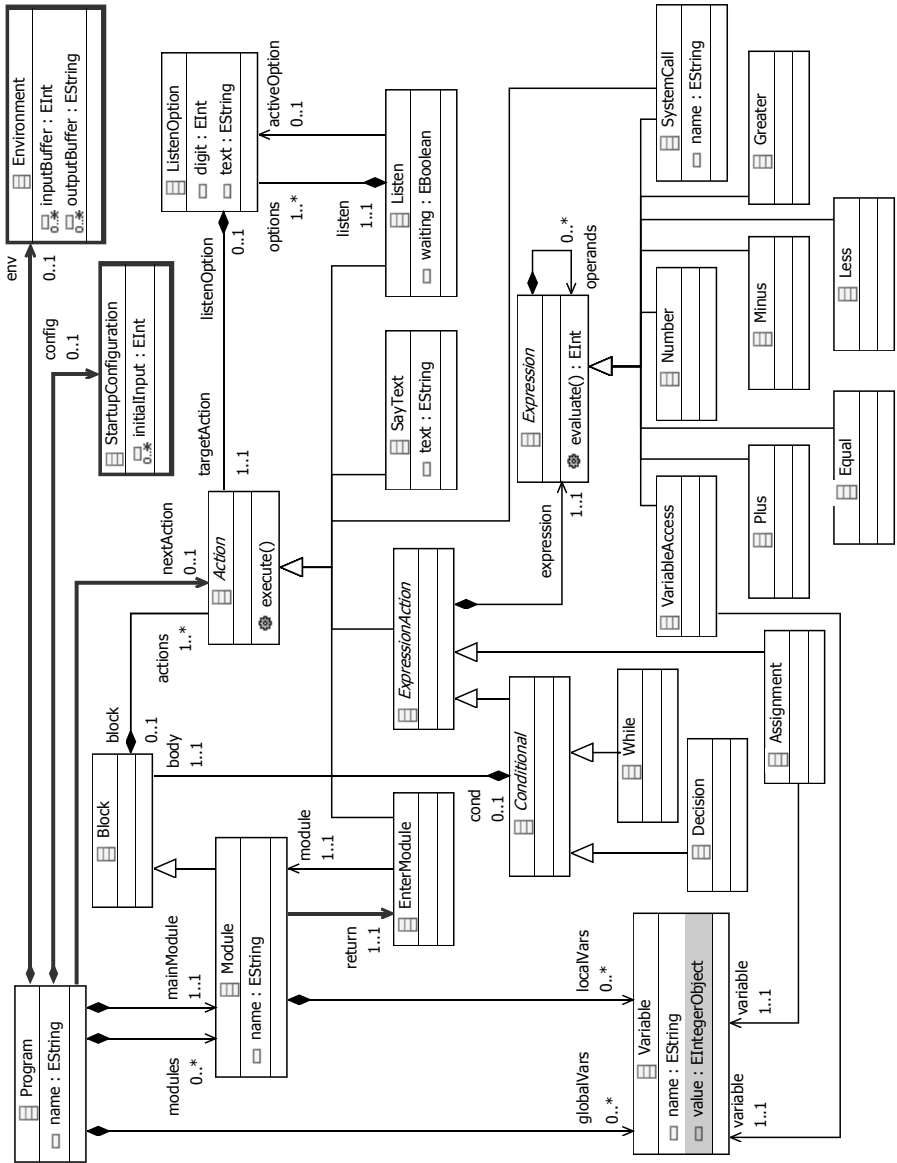 Program
name : EString
env
0..1
Environment
0..*
inputBuffer : EInt
0..*
outputBuffer : EString
config
0..1
StartupConfiguration
0..*
initialInput : EInt
nextAction
0..1
mainModule
1..1
modules
0..*
globalVars
0..*
Block
block
0..1
actions
1..*
body
1..1
Action
execute()
targetAction
1..1
listenOption
0..1
ListenOption
digit : EInt
text : EString
activeOption
0..1
options
1..*
listen
1..1
Listen
waiting : EBoolean
SayText
text : EString
Module
name : EString
module
1..1
return
1..1
EnterModule
ExpressionAction
expression
1..1
cond
0..1
Conditional
While
Decision
Assignment
Expression
evaluate() : EInt
0..*
operands
SystemCall
name : EString
Greater
Number
Minus
Less
VariableAccess
Plus
Equal
localVars
0..*
Variable
name : EString
value : EIntegerObject
variable
1..1
variable
1..1